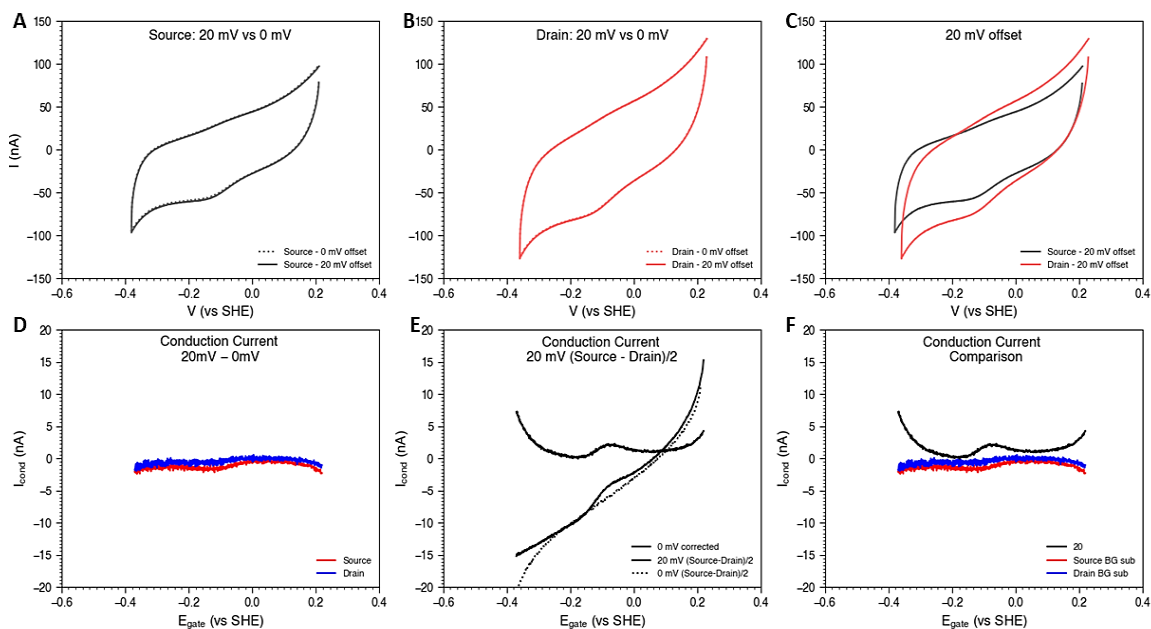 A
Source: 20 mV vs 0 mV
150
100
50
0
−50
−100
−150
I (nA)
Source - 0 mV offset
Source - 20 mV offset
−0.6
−0.4
−0.2
0.0
0.2
0.4
V (vs SHE)
B
Drain: 20 mV vs 0 mV
150
100
50
0
−50
−100
−150
Drain - 0 mV offset
Drain - 20 mV offset
−0.6
−0.4
−0.2
0.0
0.2
0.4
V (vs SHE)
C
20 mV offset
150
100
50
0
−50
−100
−150
Source - 20 mV offset
Drain - 20 mV offset
−0.6
−0.4
−0.2
0.0
0.2
0.4
V (vs SHE)
D
Conduction Current
20mV − 0mV
20
15
10
5
0
−5
−10
−15
−20
Icond (nA)
Source
Drain
−0.6
−0.4
−0.2
0.0
0.2
0.4
Egate (vs SHE)
E
Conduction Current
20 mV (Source - Drain)/2
20
15
10
5
0
−5
−10
−15
−20
Icond (nA)
0 mV corrected
20 mV (Source-Drain)/2
0 mV (Source-Drain)/2
−0.6
−0.4
−0.2
0.0
0.2
0.4
Egate (vs SHE)
F
Conduction Current
Comparison
20
15
10
5
0
−5
−10
−15
−20
Icond (nA)
20
Source BG sub
Drain BG sub
−0.6
−0.4
−0.2
0.0
0.2
0.4
Egate (vs SHE)